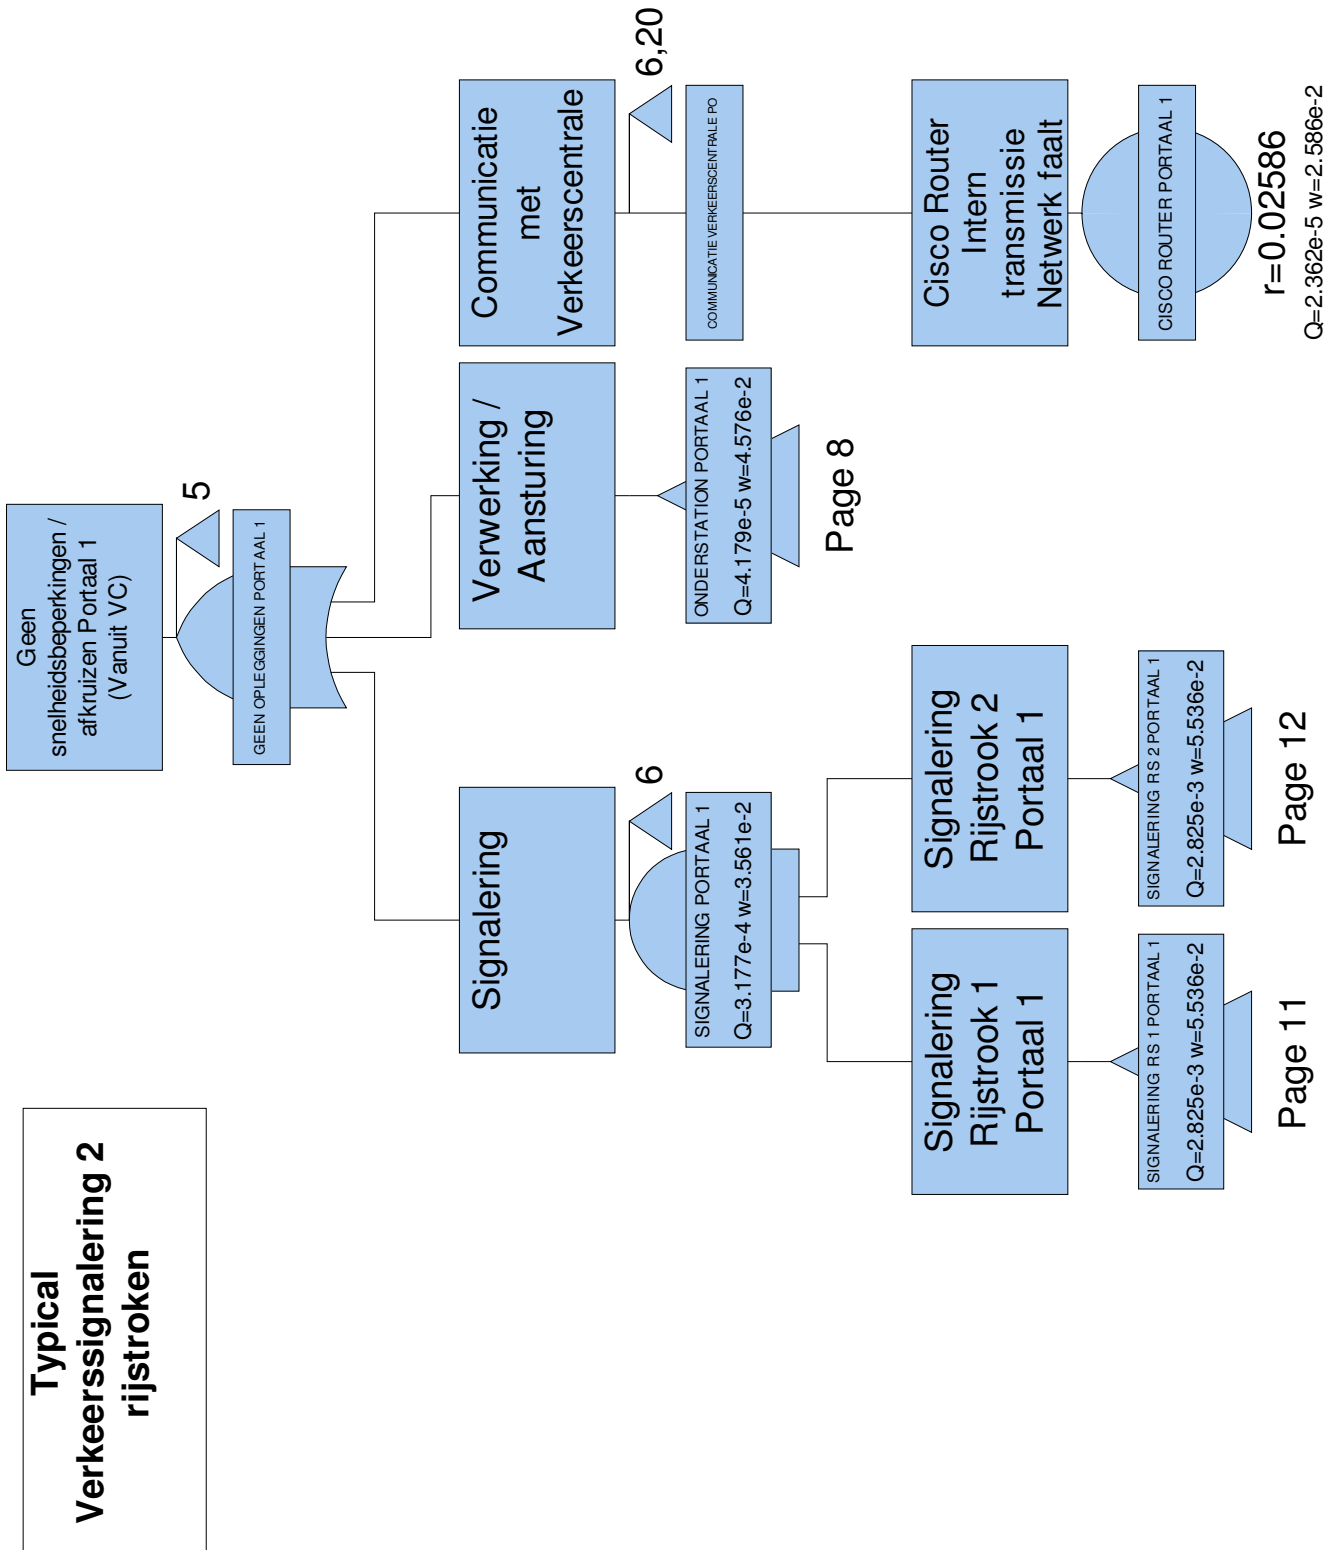 Typical
Verkeerssignalering 2
rijstroken
Geen
snelheidsbeperkingen /
afkruizen Portaal 1
(Vanuit VC)
5
GEEN OPLEGGINGEN PORTAAL 1
Signalering
6
SIGNALERING PORTAAL 1
Q=3.177e-4 w=3.561e-2
Verwerking /
Aansturing
ONDERSTATION PORTAAL 1
Q=4.179e-5 w=4.576e-2
Page 8
Communicatie
met
Verkeerscentrale
6,20
COMMUNICATIE VERKEERSCENTRALE PO
Signalering
Rijstrook 1
Portaal 1
SIGNALERING RS 1 PORTAAL 1
Q=2.825e-3 w=5.536e-2
Page 11
Signalering
Rijstrook 2
Portaal 1
SIGNALERING RS 2 PORTAAL 1
Q=2.825e-3 w=5.536e-2
Page 12
Cisco Router
Intern
transmissie
Netwerk faalt
CISCO ROUTER PORTAAL 1
r=0.02586
Q=2.362e-5 w=2.586e-2